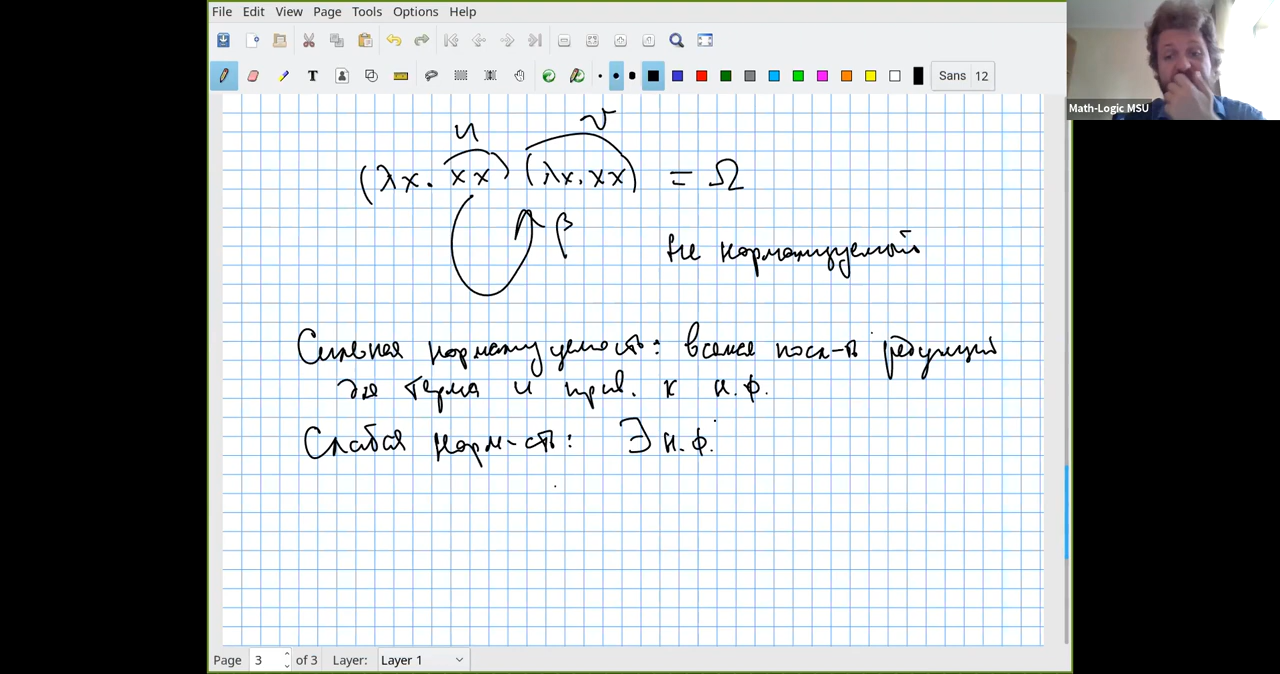 File Edit View Page Tools Options Help
T Sans 12
Math-Logic MSU
u v
(λx. xx) (λx. xx) = Ω
β
не нормализуемый
Сильная нормализуемость: всякая посл-ть редукций
для терма u прив. к н.ф.
Слабая норм-сть: ∃ н.ф.
Page 3 of 3 Layer: Layer 1